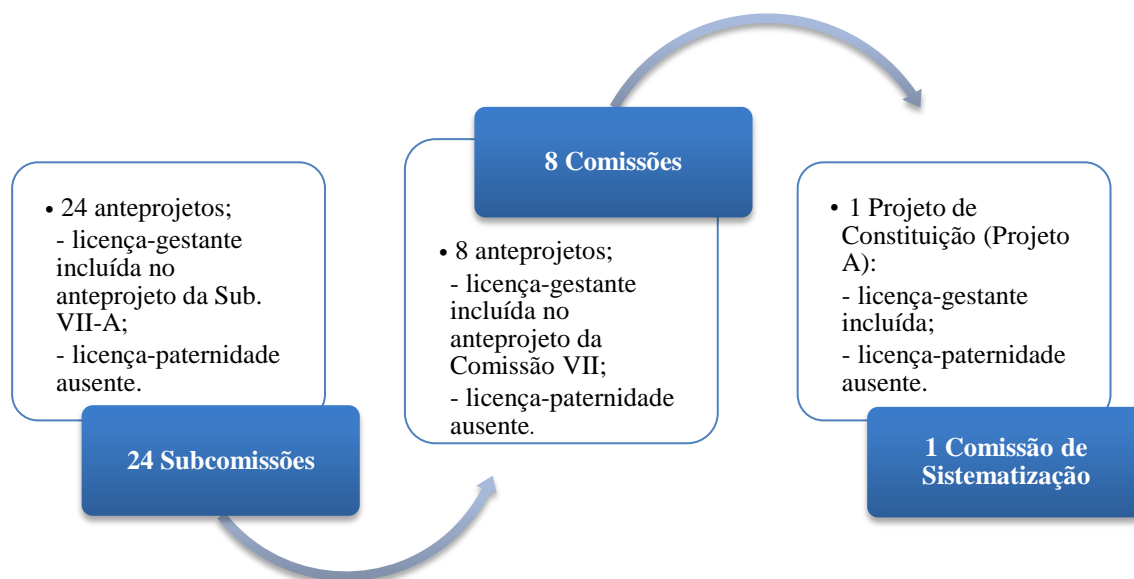 • 24 anteprojetos;
- licença-gestante
incluída no
anteprojeto da Sub.
VII-A;
- licença-paternidade
ausente.
24 Subcomissões
8 Comissões
• 8 anteprojetos;
- licença-gestante
incluída no
anteprojeto da
Comissão VII;
- licença-paternidade
ausente.
• 1 Projeto de
Constituição (Projeto
A):
- licença-gestante
incluída;
- licença-paternidade
ausente.
1 Comissão de
Sistematização